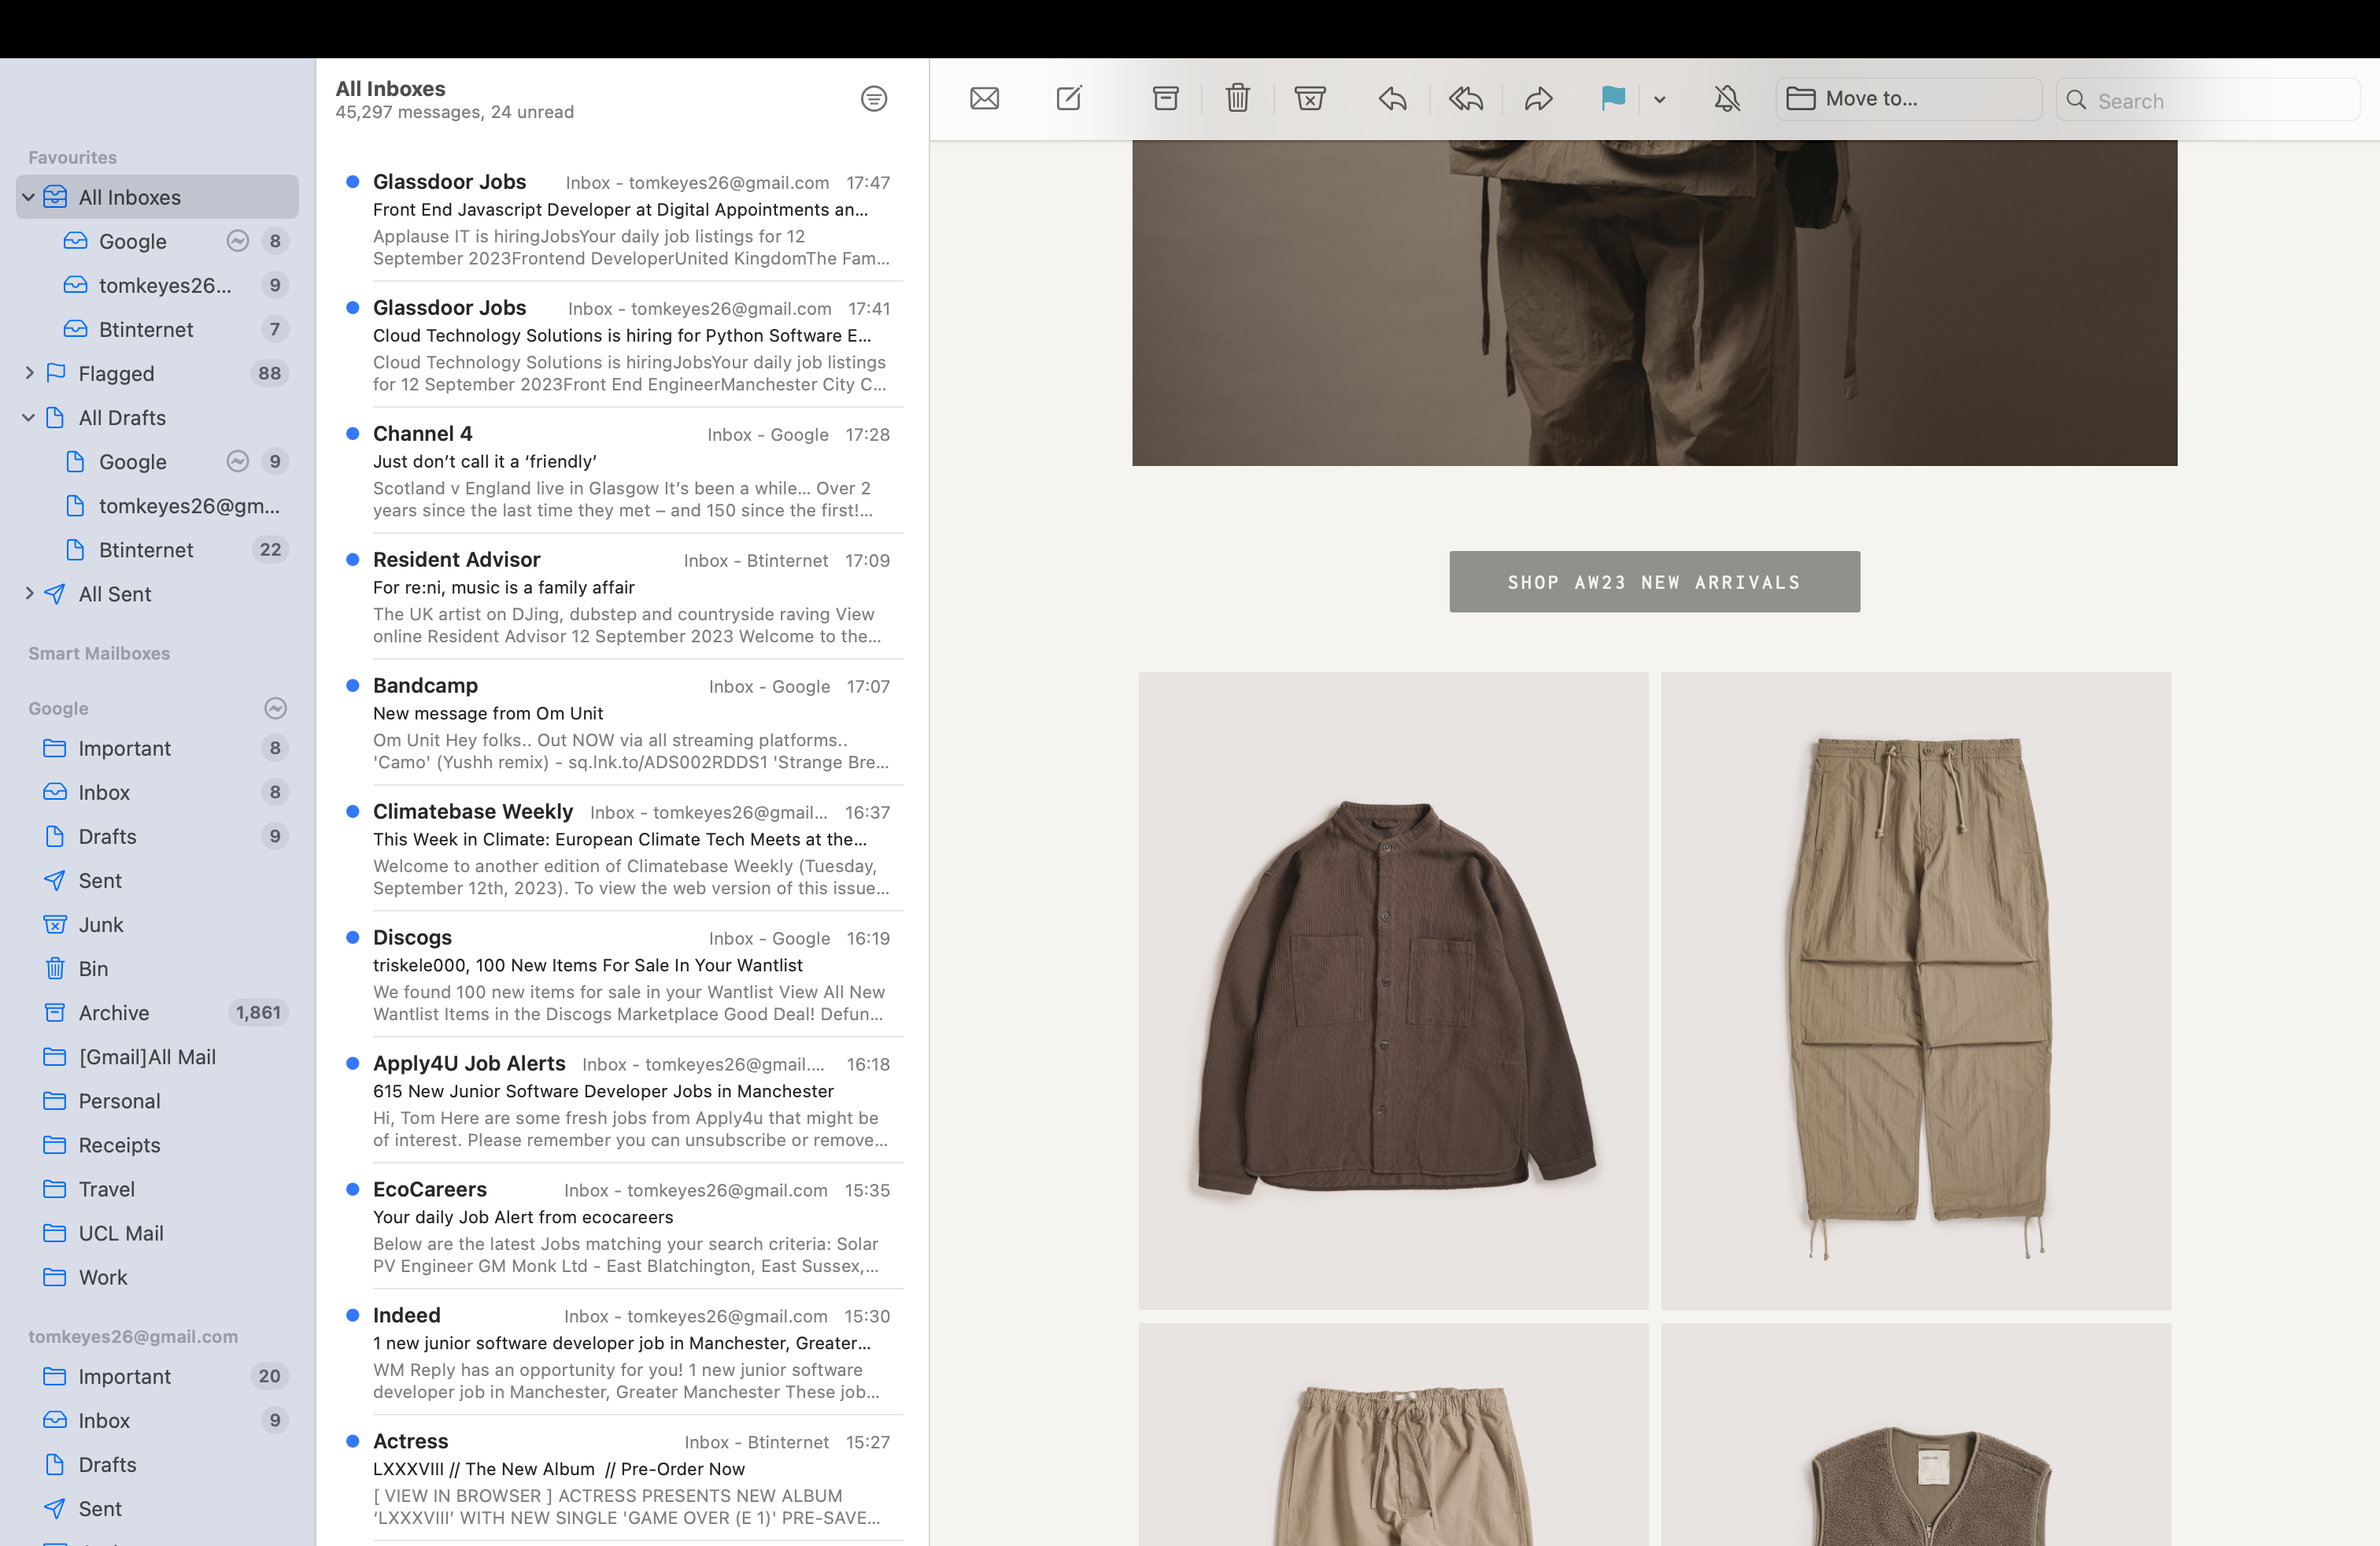 Favourites
All Inboxes
Google 8
tomkeyes26... 9
Btinternet 7
Flagged 88
All Drafts
Google 9
tomkeyes26@gm...
Btinternet 22
All Sent
Smart Mailboxes
Google
Important 8
Inbox 8
Drafts 9
Sent
Junk
Bin
Archive 1,861
[Gmail]All Mail
Personal
Receipts
Travel
UCL Mail
Work
tomkeyes26@gmail.com
Important 20
Inbox 9
Drafts
Sent
All Inboxes
45,297 messages, 24 unread
Glassdoor Jobs Inbox - tomkeyes26@gmail.com 17:47
Front End Javascript Developer at Digital Appointments an...
Applause IT is hiringJobsYour daily job listings for 12
September 2023Frontend DeveloperUnited KingdomThe Fam...
Glassdoor Jobs Inbox - tomkeyes26@gmail.com 17:41
Cloud Technology Solutions is hiring for Python Software E...
Cloud Technology Solutions is hiringJobsYour daily job listings
for 12 September 2023Front End EngineerManchester City C...
Channel 4 Inbox - Google 17:28
Just don’t call it a ‘friendly’
Scotland v England live in Glasgow It’s been a while... Over 2
years since the last time they met – and 150 since the first!...
Resident Advisor Inbox - Btinternet 17:09
For re:ni, music is a family affair
The UK artist on DJing, dubstep and countryside raving View
online Resident Advisor 12 September 2023 Welcome to the...
Bandcamp Inbox - Google 17:07
New message from Om Unit
Om Unit Hey folks.. Out NOW via all streaming platforms..
'Camo' (Yushh remix) - sq.lnk.to/ADS002RDDS1 'Strange Bre...
Climatebase Weekly Inbox - tomkeyes26@gmail... 16:37
This Week in Climate: European Climate Tech Meets at the...
Welcome to another edition of Climatebase Weekly (Tuesday,
September 12th, 2023). To view the web version of this issue...
Discogs Inbox - Google 16:19
triskele000, 100 New Items For Sale In Your Wantlist
We found 100 new items for sale in your Wantlist View All New
Wantlist Items in the Discogs Marketplace Good Deal! Defun...
Apply4U Job Alerts Inbox - tomkeyes26@gmail.... 16:18
615 New Junior Software Developer Jobs in Manchester
Hi, Tom Here are some fresh jobs from Apply4u that might be
of interest. Please remember you can unsubscribe or remove...
EcoCareers Inbox - tomkeyes26@gmail.com 15:35
Your daily Job Alert from ecocareers
Below are the latest Jobs matching your search criteria: Solar
PV Engineer GM Monk Ltd - East Blatchington, East Sussex,...
Indeed Inbox - tomkeyes26@gmail.com 15:30
1 new junior software developer job in Manchester, Greater...
WM Reply has an opportunity for you! 1 new junior software
developer job in Manchester, Greater Manchester These job...
Actress Inbox - Btinternet 15:27
LXXXVIII // The New Album // Pre-Order Now
[ VIEW IN BROWSER ] ACTRESS PRESENTS NEW ALBUM
‘LXXXVIII’ WITH NEW SINGLE 'GAME OVER (E 1)' PRE-SAVE...
Move to...
Search
SHOP AW23 NEW ARRIVALS